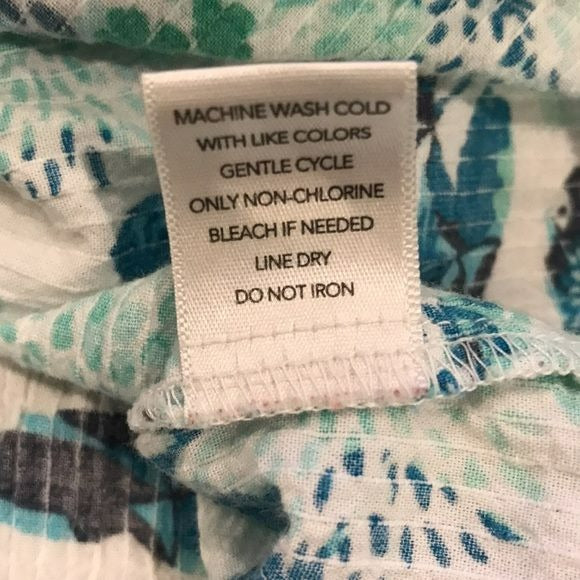 MACHINE WASH COLD
WITH LIKE COLORS
GENTLE CYCLE
ONLY NON-CHLORINE
BLEACH IF NEEDED
LINE DRY
DO NOT IRON